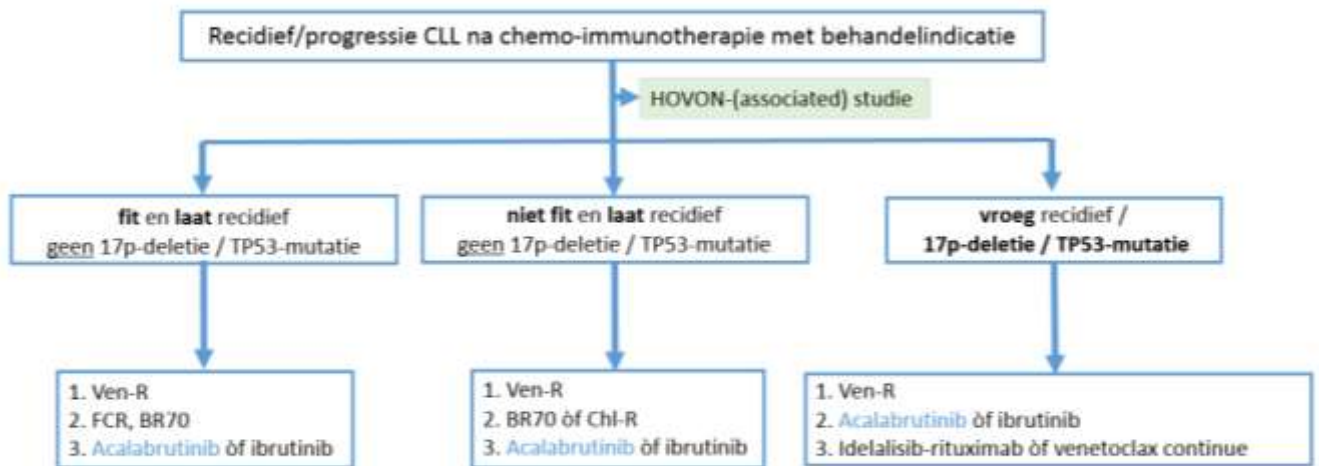 Recidief/progressie CLL na chemo-immunotherapie met behandelindicatie
HOVON-(associated) studie
fit en laat recidief
geen 17p-deletie / TP53-mutatie
niet fit en laat recidief
geen 17p-deletie / TP53-mutatie
vroeg recidief /
17p-deletie / TP53-mutatie
1. Ven-R
2. FCR, BR70
3. Acalabrutinib òf ibrutinib
1. Ven-R
2. BR70 òf Chl-R
3. Acalabrutinib òf ibrutinib
1. Ven-R
2. Acalabrutinib òf ibrutinib
3. Idelalisib-rituximab òf venetoclax continue